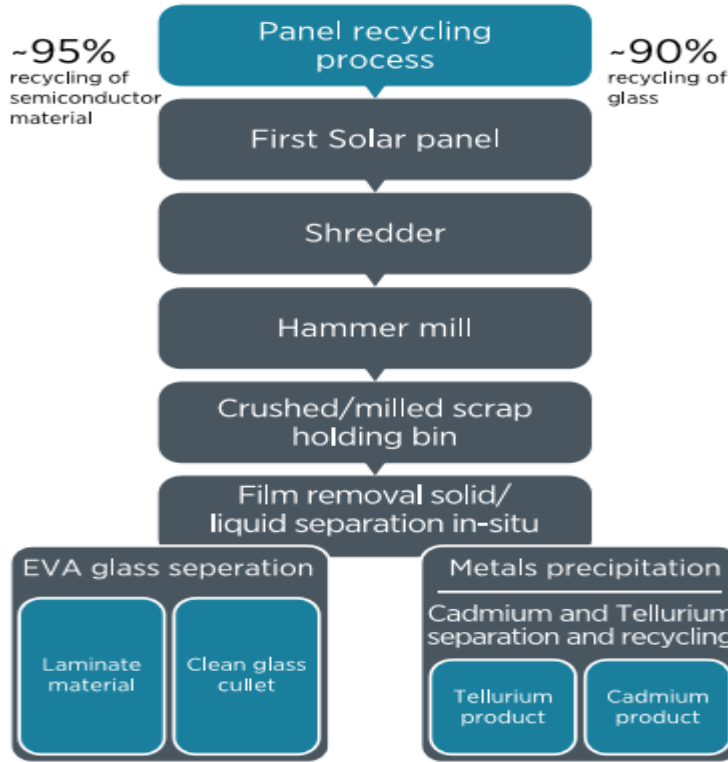 ~95%
recycling of
semiconductor
material
Panel recycling
process
~90%
recycling of
glass
First Solar panel
Shredder
Hammer mill
Crushed/milled scrap
holding bin
Film removal solid/
liquid separation in-situ
EVA glass seperation
Laminate
material
Clean glass
cullet
Metals precipitation
Cadmium and Tellurium
separation and recycling
Tellurium
product
Cadmium
product